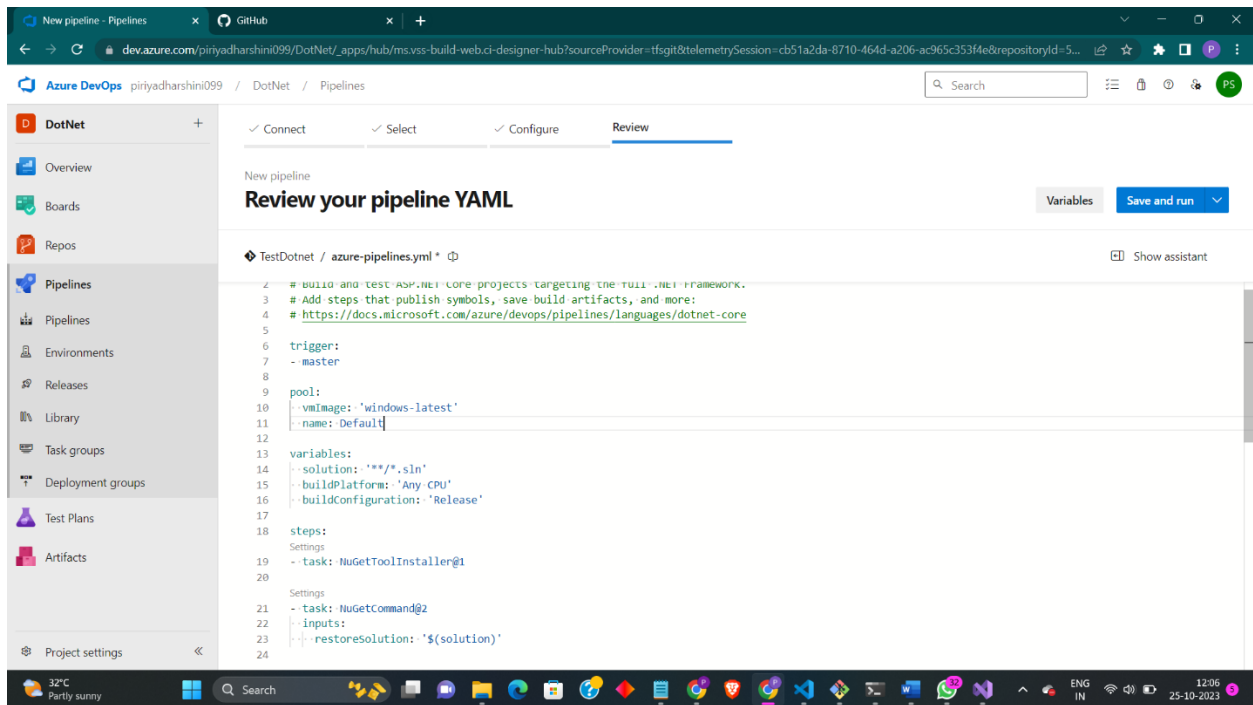 New pipeline - Pipelines
GitHub
dev.azure.com/piriyadharshini099/DotNet/_apps/hub/ms.vss-build-web.ci-designer-hub?sourceProvider=tfsgit&telemetrySession=cb51a2da-8710-464d-a206-ac965c353f4e&repositoryId=5...
P
Azure DevOps piriyadharshini099 / DotNet / Pipelines
Search
PS
D DotNet
Connect
Select
Configure
Review
Overview
Boards
Repos
Pipelines
Pipelines
Environments
Releases
Library
Task groups
Deployment groups
Test Plans
Artifacts
Project settings
New pipeline
Review your pipeline YAML
Variables
Save and run
TestDotnet / azure-pipelines.yml *
Show assistant
2 # Build and test ASP.NET Core projects targeting the full .NET Framework.
3 # Add steps that publish symbols, save build artifacts, and more:
4 # https://docs.microsoft.com/azure/devops/pipelines/languages/dotnet-core
5
6 trigger:
7 - master
8
9 pool:
10 vmImage: 'windows-latest'
11 name: Default
12
13 variables:
14 solution: '**/*.sln'
15 buildPlatform: 'Any CPU'
16 buildConfiguration: 'Release'
17
18 steps:
Settings
19 - task: NuGetToolInstaller@1
20
Settings
21 - task: NuGetCommand@2
22 inputs:
23 restoreSolution: '$(solution)'
24
32°C
Partly sunny
Search
ENG
IN
12:06
25-10-2023
5